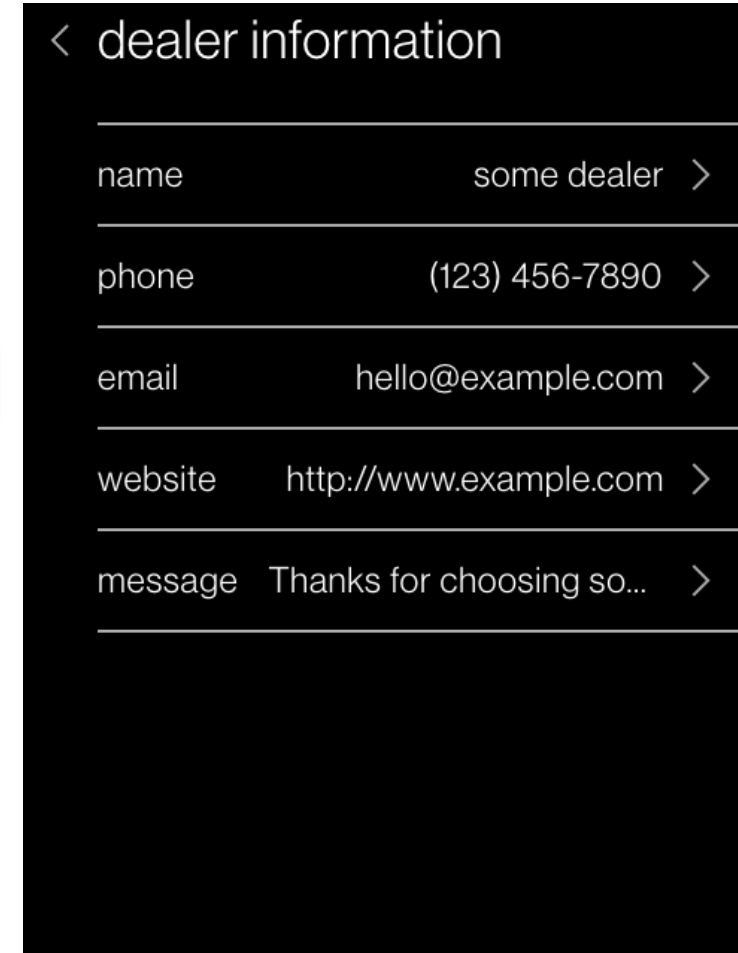 dealer information
name some dealer
phone (123) 456-7890
email hello@example.com
website http://www.example.com
message Thanks for choosing so...